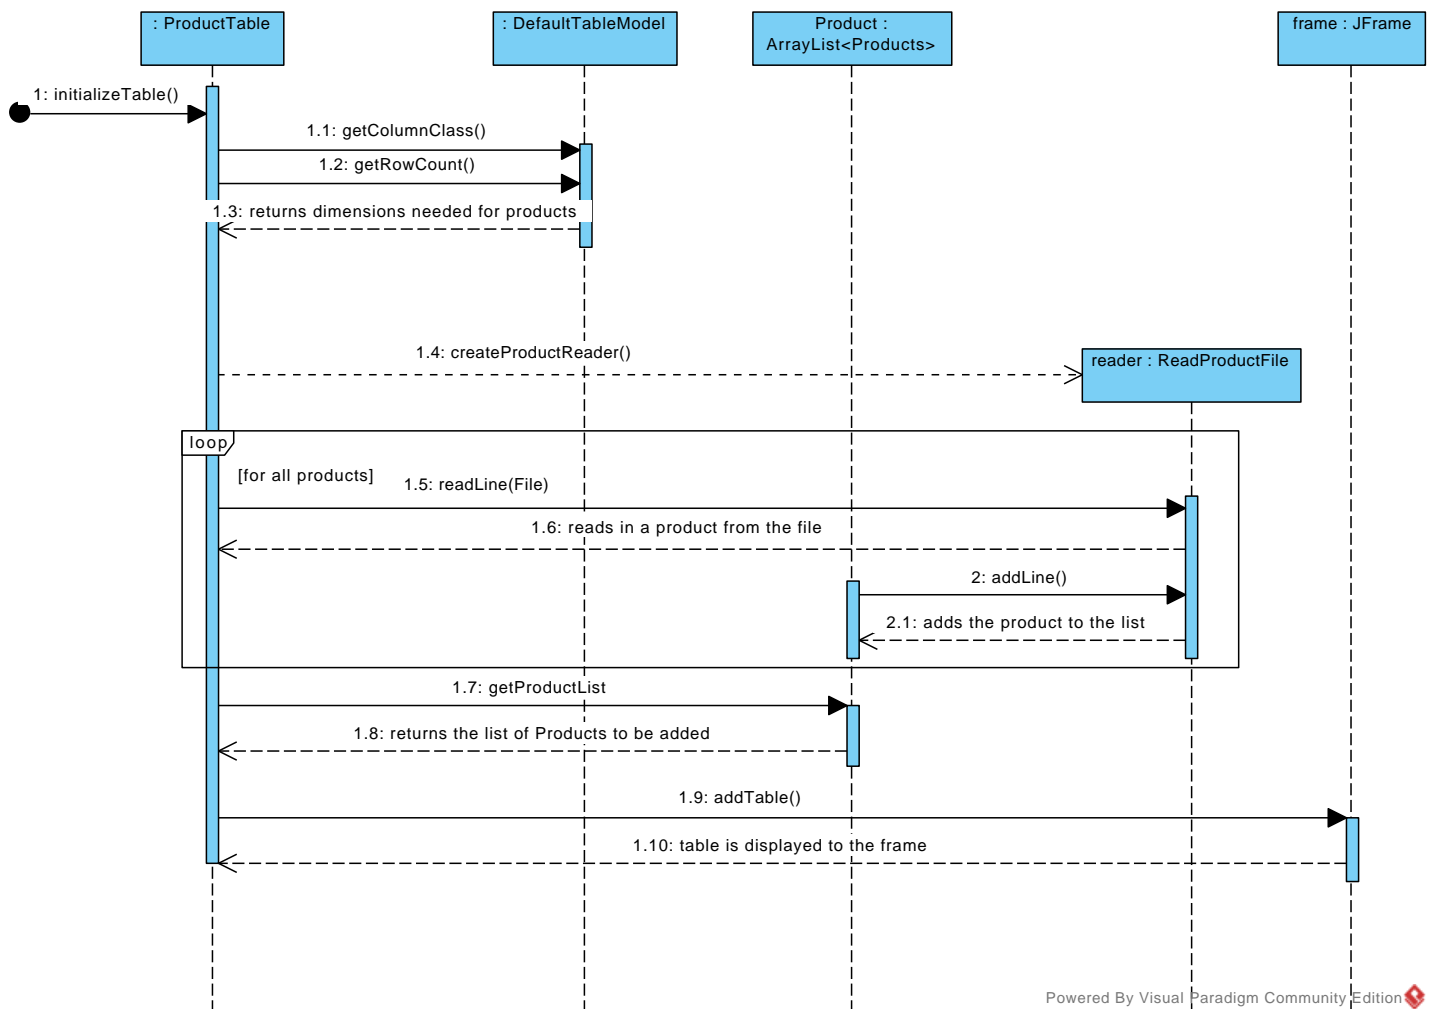 : ProductTable
: DefaultTableModel
Product :
ArrayList<Products>
frame : JFrame
1: initializeTable()
1.1: getColumnClass()
1.2: getRowCount()
1.3: returns dimensions needed for products
1.4: createProductReader()
reader : ReadProductFile
loop
[for all products]
1.5: readLine(File)
1.6: reads in a product from the file
2: addLine()
2.1: adds the product to the list
1.7: getProductList
1.8: returns the list of Products to be added
1.9: addTable()
1.10: table is displayed to the frame
Powered By Visual Paradigm Community Edition